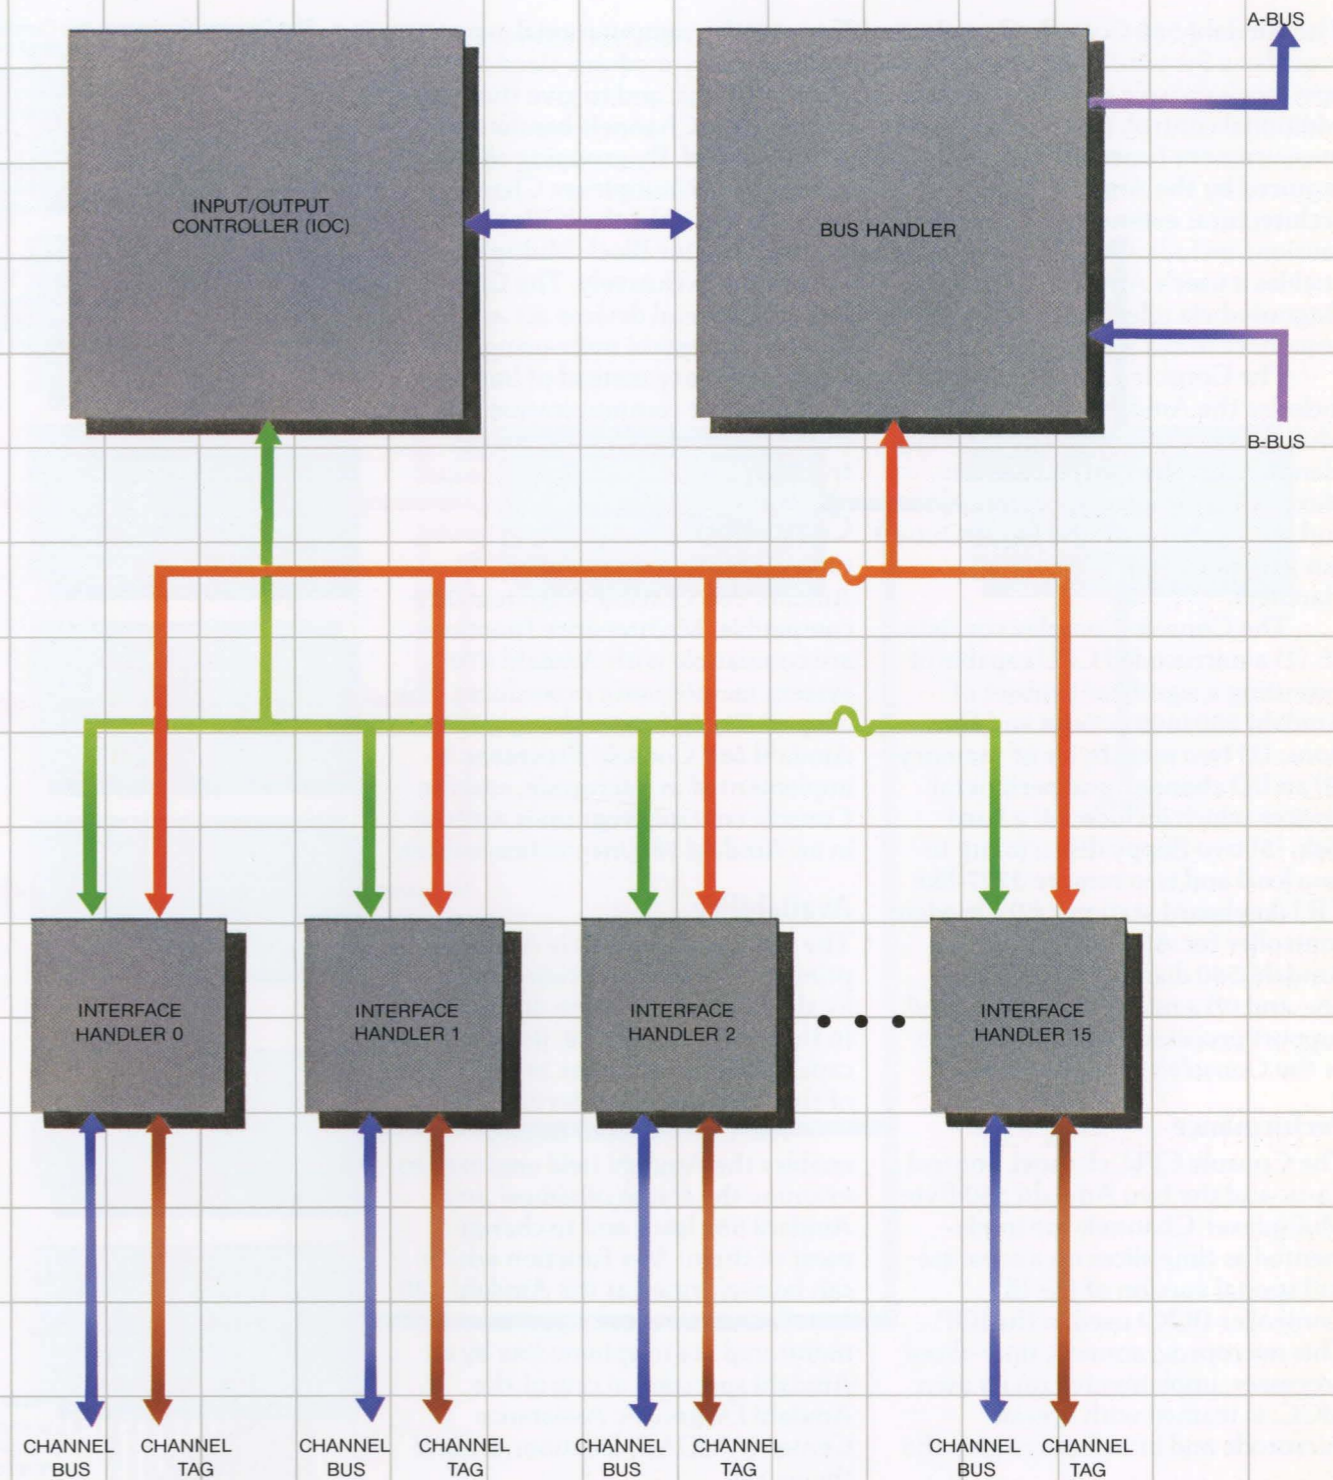 A-BUS
INPUT/OUTPUT
CONTROLLER (IOC)
BUS HANDLER
B-BUS
INTERFACE
HANDLER 0
INTERFACE
HANDLER 1
INTERFACE
HANDLER 2
• • •
INTERFACE
HANDLER 15
CHANNEL
BUS
CHANNEL
TAG
CHANNEL
BUS
CHANNEL
TAG
CHANNEL
BUS
CHANNEL
TAG
CHANNEL
BUS
CHANNEL
TAG